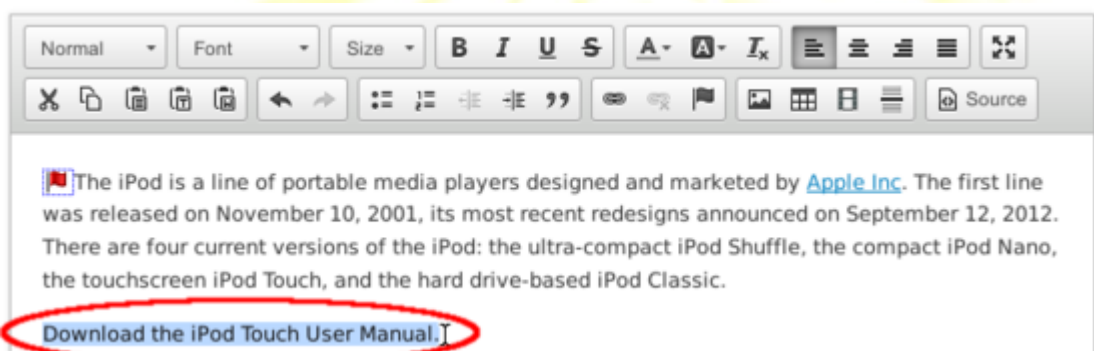 Normal Font Size B I U S A A Ix
Source
The iPod is a line of portable media players designed and marketed by Apple Inc. The first line
was released on November 10, 2001, its most recent redesigns announced on September 12, 2012.
There are four current versions of the iPod: the ultra-compact iPod Shuffle, the compact iPod Nano,
the touchscreen iPod Touch, and the hard drive-based iPod Classic.
Download the iPod Touch User Manual.